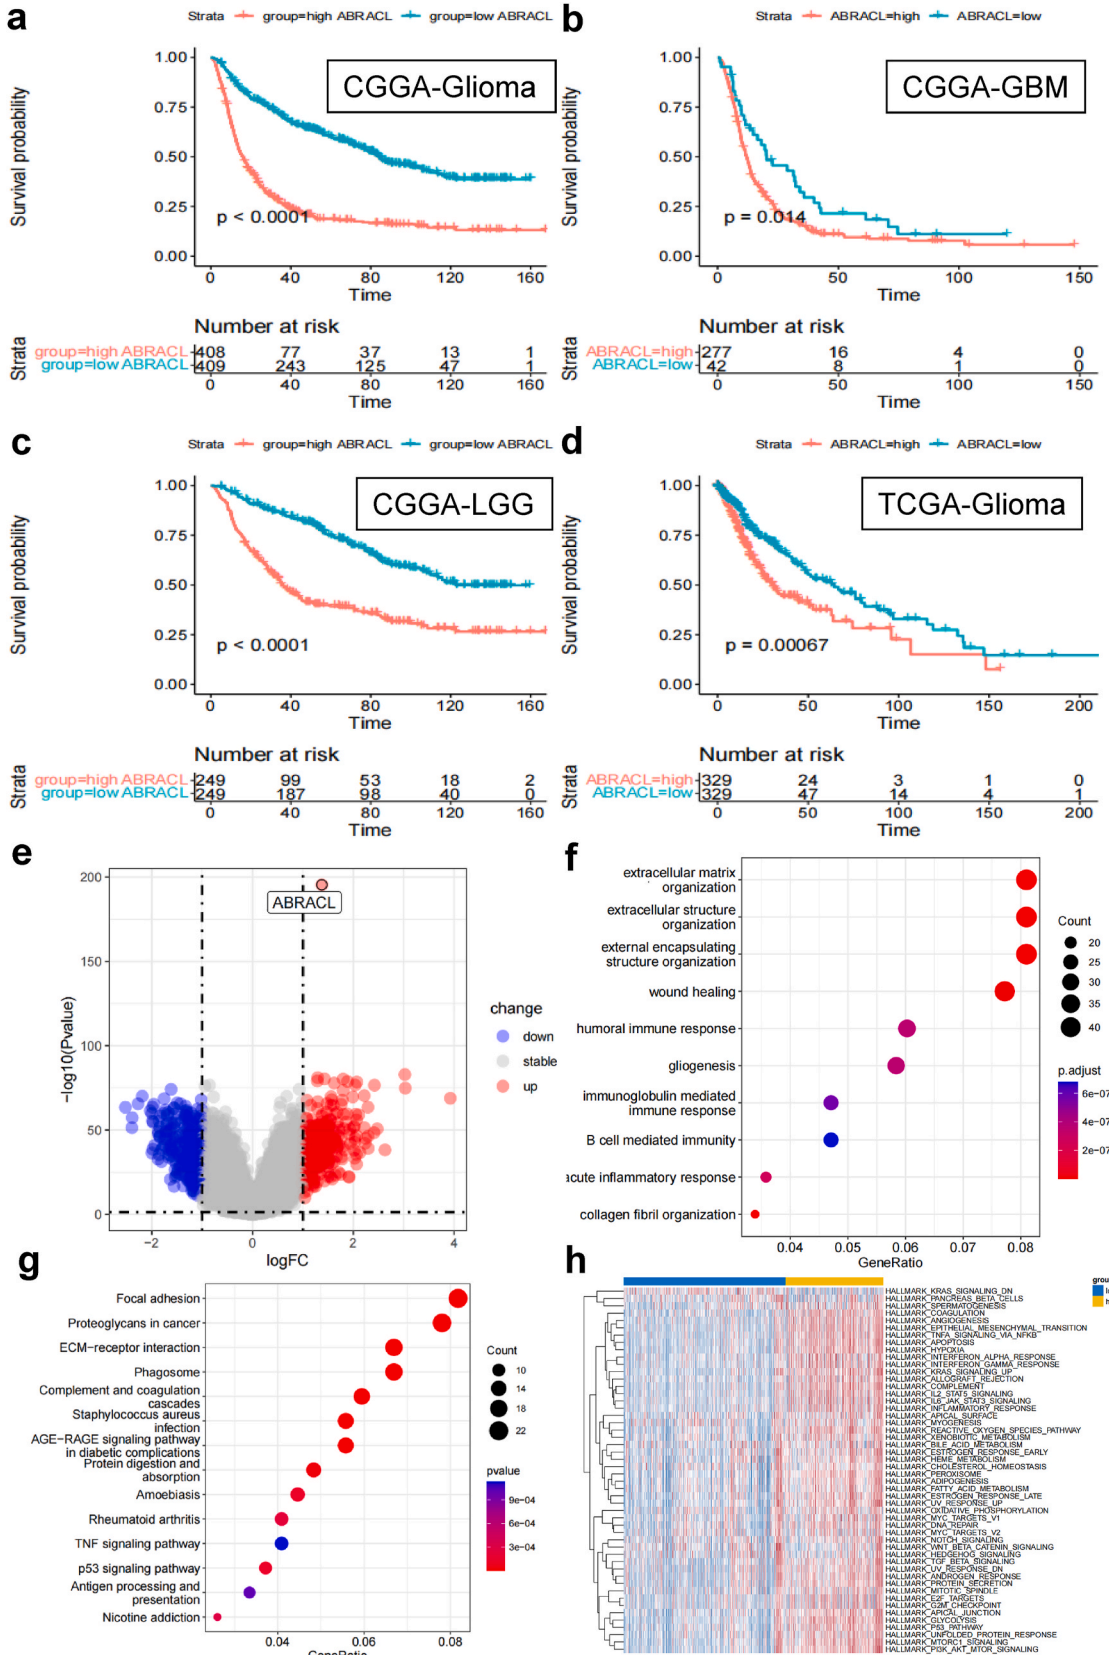 a
Strata group=high ABRACL group=low ABRACL
CGGA-Glioma
Survival probability
1.00
0.75
0.50
0.25
0.00
p < 0.0001
0 40 80 120 160
Time
Number at risk
Strata
group=high ABRACL 408 77 37 13 1
group=low ABRACL 409 243 125 47 1
0 40 80 120 160
Time
b
Strata ABRACL=high ABRACL=low
CGGA-GBM
Survival probability
1.00
0.75
0.50
0.25
0.00
p = 0.014
0 50 100 150
Time
Number at risk
Strata
ABRACL=high 277 16 4 0
ABRACL=low 42 8 1 0
0 50 100 150
Time
c
Strata group=high ABRACL group=low ABRACL
CGGA-LGG
Survival probability
1.00
0.75
0.50
0.25
0.00
p < 0.0001
0 40 80 120 160
Time
Number at risk
Strata
group=high ABRACL 249 99 53 18 2
group=low ABRACL 249 187 98 40 0
0 40 80 120 160
Time
d
Strata ABRACL=high ABRACL=low
TCGA-Glioma
Survival probability
1.00
0.75
0.50
0.25
0.00
p = 0.00067
0 50 100 150 200
Time
Number at risk
Strata
ABRACL=high 329 24 3 1 0
ABRACL=low 329 47 14 4 1
0 50 100 150 200
Time
e
200
150
100
50
0
-log10(Pvalue)
ABRACL
−2 0 2 4
logFC
change
down
stable
up
f
extracellular matrix
organization
extracellular structure
organization
external encapsulating
structure organization
wound healing
humoral immune response
gliogenesis
immunoglobulin mediated
immune response
B cell mediated immunity
acute inflammatory response
collagen fibril organization
0.04 0.05 0.06 0.07 0.08
GeneRatio
Count
20
25
30
35
40
p.adjust
6e−07
4e−07
2e−07
g
Focal adhesion
Proteoglycans in cancer
ECM−receptor interaction
Phagosome
Complement and coagulation
cascades
Staphylococcus aureus
infection
AGE−RAGE signaling pathway
in diabetic complications
Protein digestion and
absorption
Amoebiasis
Rheumatoid arthritis
TNF signaling pathway
p53 signaling pathway
Antigen processing and
presentation
Nicotine addiction
0.04 0.06 0.08
GeneRatio
Count
10
14
18
22
pvalue
9e−04
6e−04
3e−04
h
HALLMARK_KRAS_SIGNALING_DN
HALLMARK_PANCREAS_BETA_CELLS
HALLMARK_SPERMATOGENESIS
HALLMARK_COAGULATION
HALLMARK_ANGIOGENESIS
HALLMARK_EPITHELIAL_MESENCHYMAL_TRANSITION
HALLMARK_TNFA_SIGNALING_VIA_NFKB
HALLMARK_APOPTOSIS
HALLMARK_HYPOXIA
HALLMARK_INTERFERON_ALPHA_RESPONSE
HALLMARK_INTERFERON_GAMMA_RESPONSE
HALLMARK_KRAS_SIGNALING_UP
HALLMARK_ALLOGRAFT_REJECTION
HALLMARK_COMPLEMENT
HALLMARK_IL2_STAT5_SIGNALING
HALLMARK_IL6_JAK_STAT3_SIGNALING
HALLMARK_INFLAMMATORY_RESPONSE
HALLMARK_APICAL_SURFACE
HALLMARK_MYOGENESIS
HALLMARK_REACTIVE_OXYGEN_SPECIES_PATHWAY
HALLMARK_XENOBIOTIC_METABOLISM
HALLMARK_BILE_ACID_METABOLISM
HALLMARK_ESTROGEN_RESPONSE_EARLY
HALLMARK_HEME_METABOLISM
HALLMARK_CHOLESTEROL_HOMEOSTASIS
HALLMARK_PEROXISOME
HALLMARK_ADIPOGENESIS
HALLMARK_FATTY_ACID_METABOLISM
HALLMARK_ESTROGEN_RESPONSE_LATE
HALLMARK_UV_RESPONSE_UP
HALLMARK_OXIDATIVE_PHOSPHORYLATION
HALLMARK_MYC_TARGETS_V1
HALLMARK_DNA_REPAIR
HALLMARK_MYC_TARGETS_V2
HALLMARK_NOTCH_SIGNALING
HALLMARK_WNT_BETA_CATENIN_SIGNALING
HALLMARK_HEDGEHOG_SIGNALING
HALLMARK_TGF_BETA_SIGNALING
HALLMARK_UV_RESPONSE_DN
HALLMARK_ANDROGEN_RESPONSE
HALLMARK_PROTEIN_SECRETION
HALLMARK_MITOTIC_SPINDLE
HALLMARK_E2F_TARGETS
HALLMARK_G2M_CHECKPOINT
HALLMARK_APICAL_JUNCTION
HALLMARK_GLYCOLYSIS
HALLMARK_P53_PATHWAY
HALLMARK_UNFOLDED_PROTEIN_RESPONSE
HALLMARK_MTORC1_SIGNALING
HALLMARK_PI3K_AKT_MTOR_SIGNALING
grou